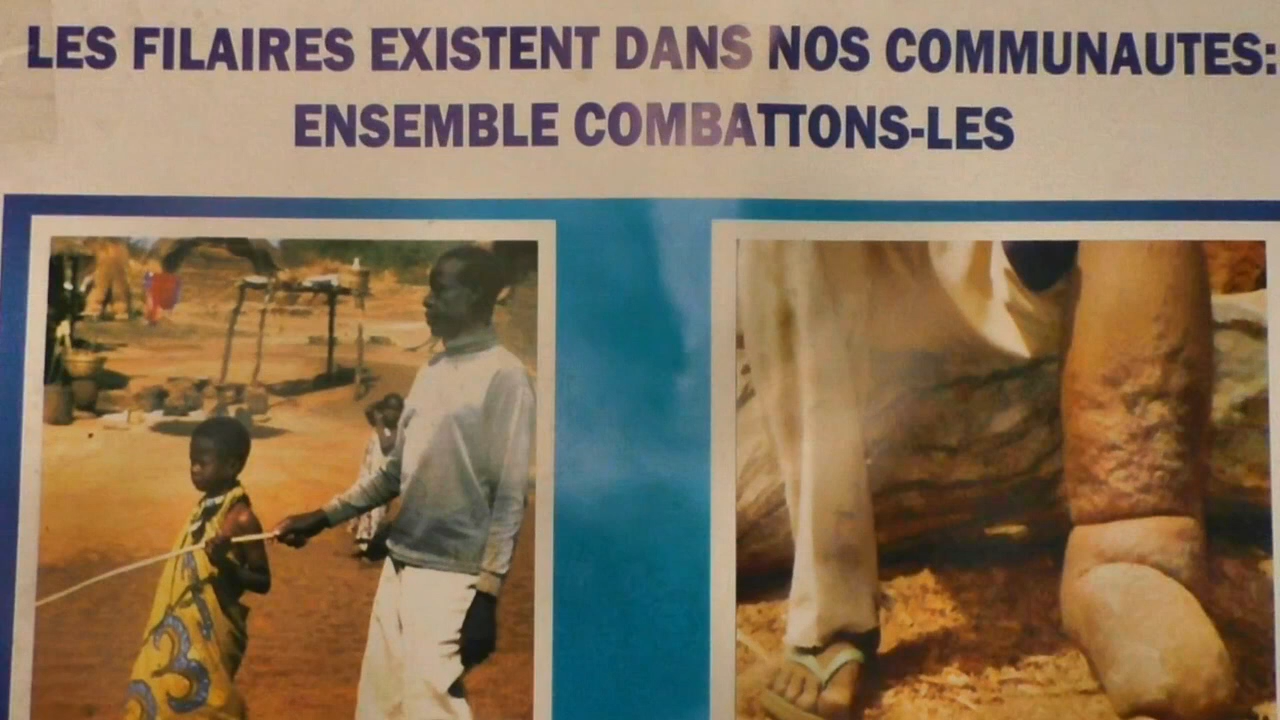 LES FILAIRES EXISTENT DANS NOS COMMUNAUTES:
ENSEMBLE COMBATTONS-LES